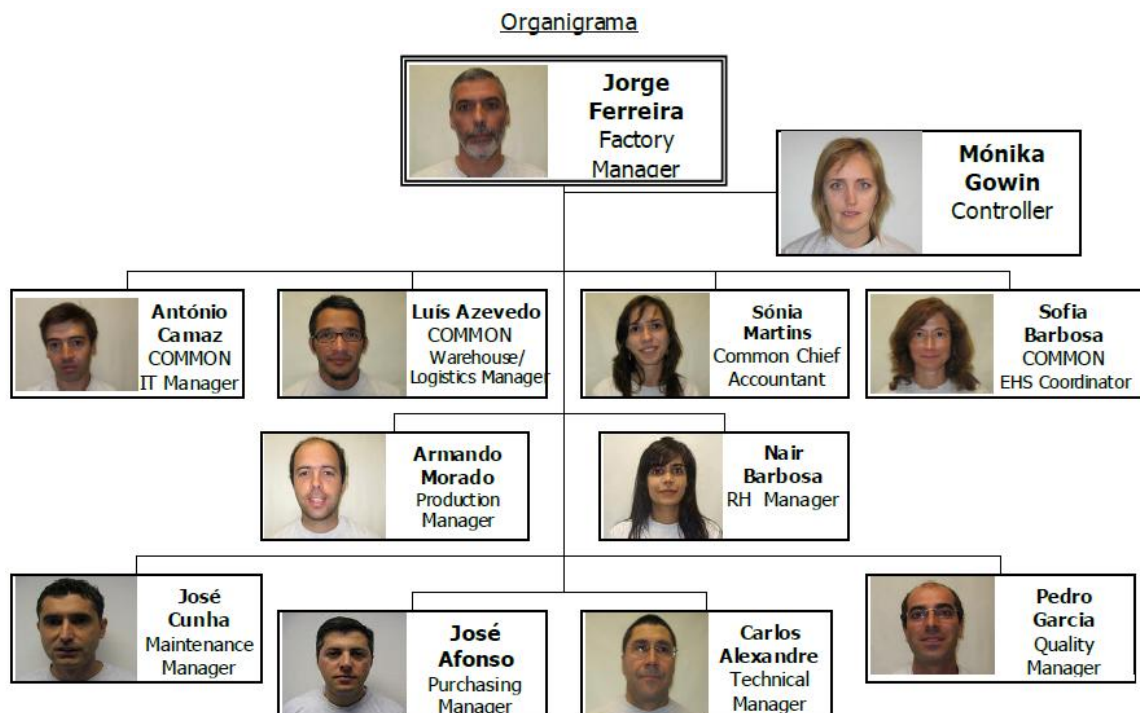 Organigrama
Jorge
Ferreira
Factory
Manager
Mónika
Gowin
Controller
António
Camaz
COMMON
IT Manager
Luís Azevedo
COMMON
Warehouse/
Logistics Manager
Sónia
Martins
Common Chief
Accountant
Sofia
Barbosa
COMMON
EHS Coordinator
Armando
Morado
Production
Manager
Nair
Barbosa
RH Manager
José
Cunha
Maintenance
Manager
José
Afonso
Purchasing
Manager
Carlos
Alexandre
Technical
Manager
Pedro
Garcia
Quality
Manager